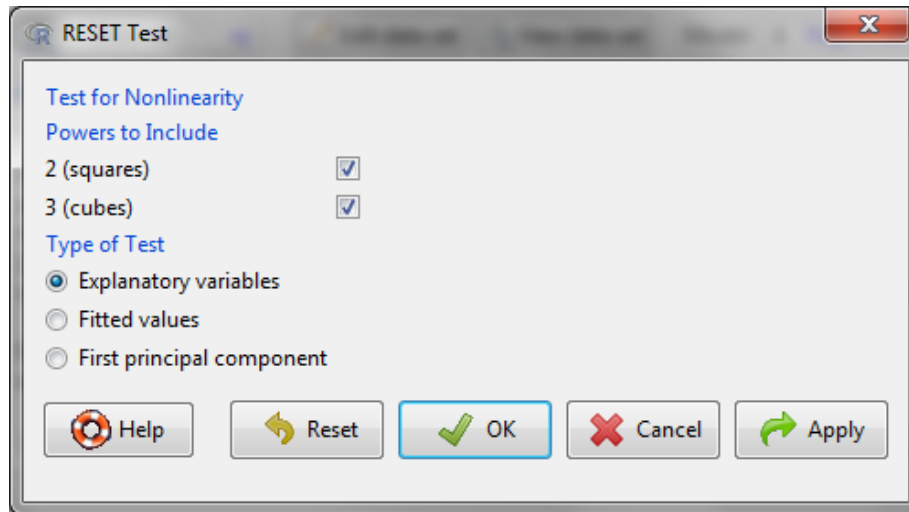 RESET Test
Test for Nonlinearity
Powers to Include
2 (squares)
3 (cubes)
Type of Test
Explanatory variables
Fitted values
First principal component
Help Reset OK Cancel Apply